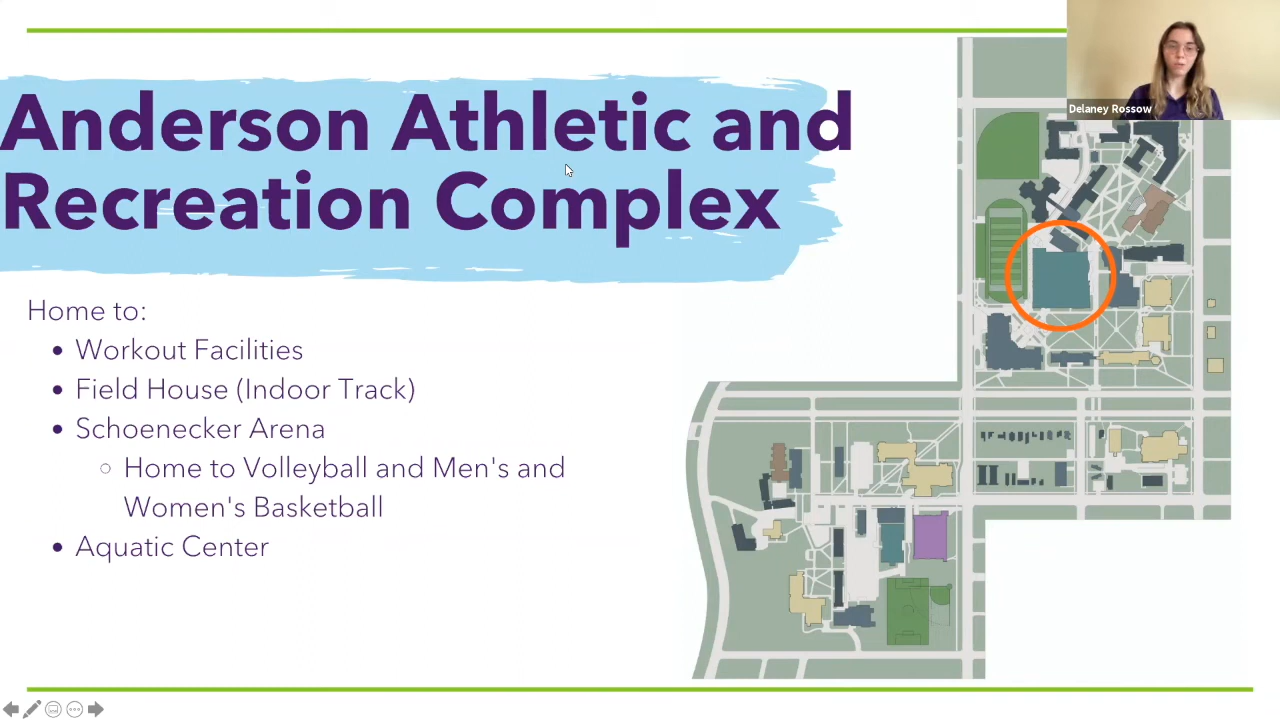 Anderson Athletic and
Recreation Complex
Delaney Rossow
Home to:
• Workout Facilities
• Field House (Indoor Track)
• Schoenecker Arena
○ Home to Volleyball and Men's and
Women's Basketball
• Aquatic Center